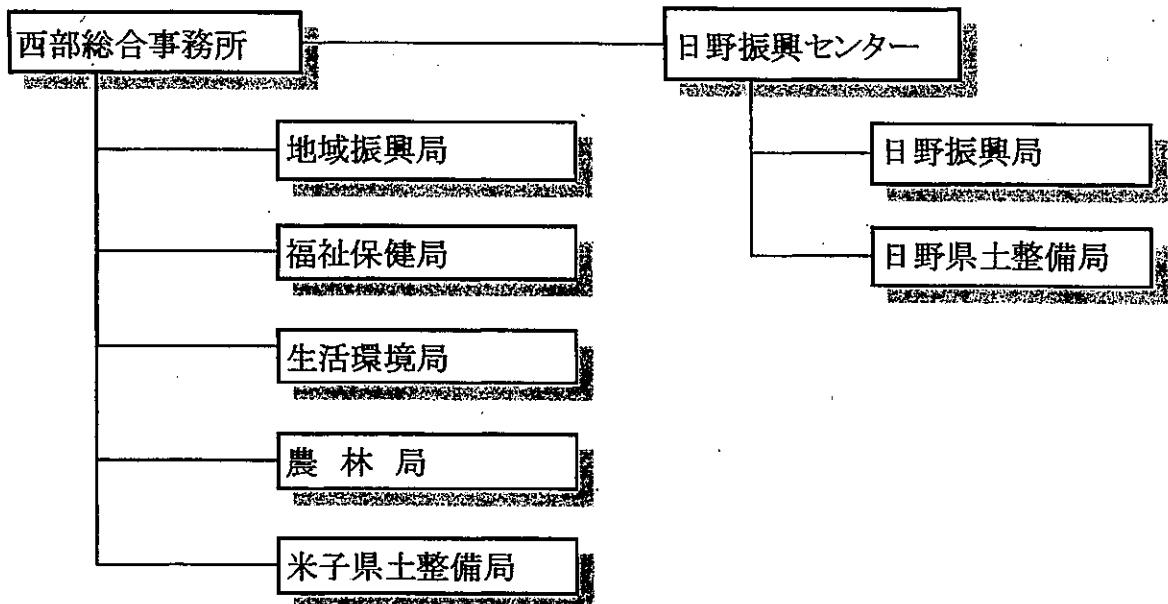 西部総合事務所
日野振興センター
地域振興局
日野振興局
福祉保健局
日野県土整備局
生活環境局
農 林 局
米子県土整備局